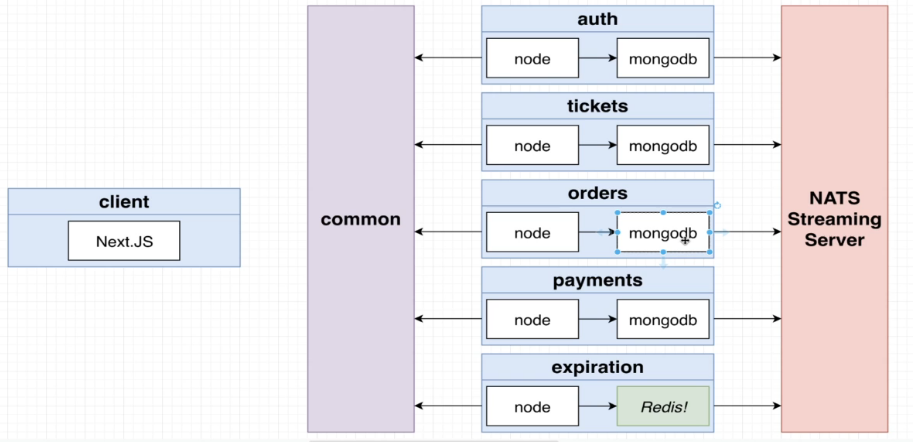 client
Next.JS
common
auth
node
mongodb
tickets
node
mongodb
orders
node
mongodb
payments
node
mongodb
expiration
node
Redis!
NATS
Streaming
Server